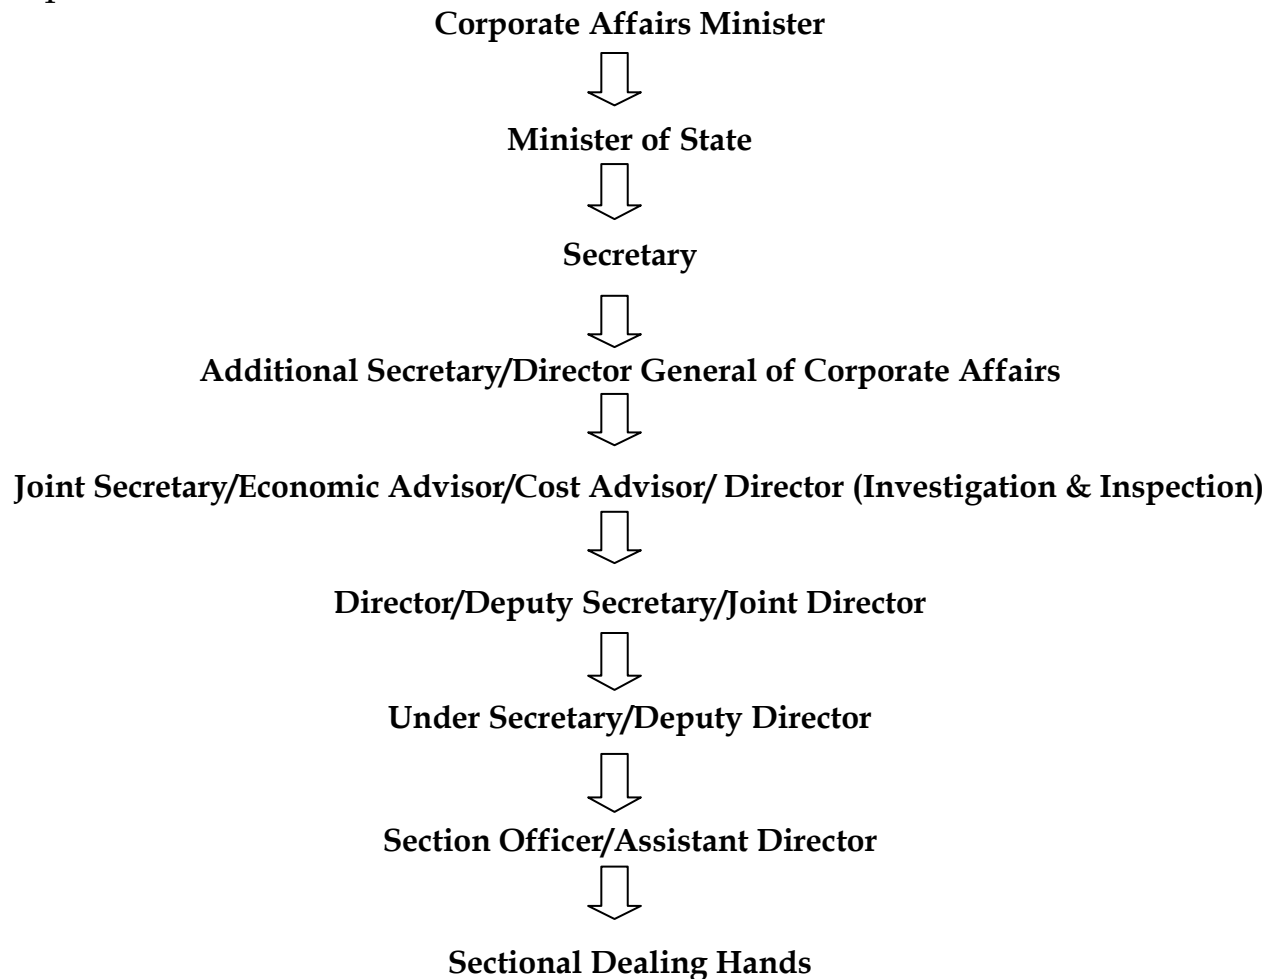 Corporate Affairs Minister
Minister of State
Secretary
Additional Secretary/Director General of Corporate Affairs
Joint Secretary/Economic Advisor/Cost Advisor/ Director (Investigation & Inspection)
Director/Deputy Secretary/Joint Director
Under Secretary/Deputy Director
Section Officer/Assistant Director
Sectional Dealing Hands